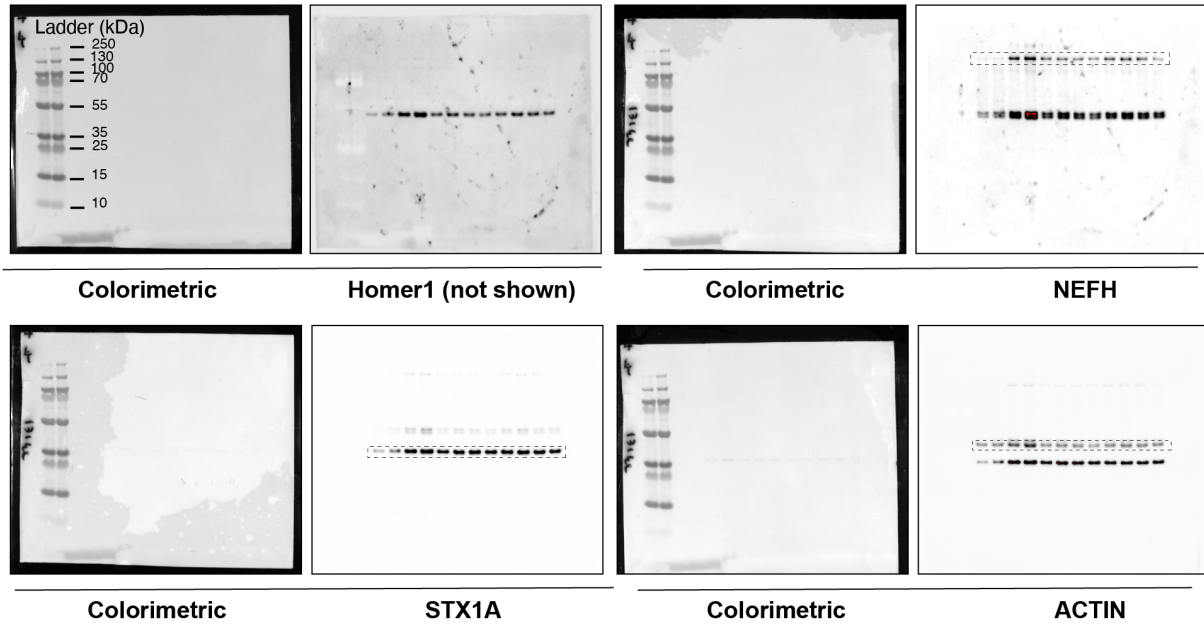 Ladder (kDa)
250
130
100
70
55
35
25
15
10
Colorimetric
Homer1 (not shown)
Colorimetric
NEFH
Colorimetric
STX1A
Colorimetric
ACTIN